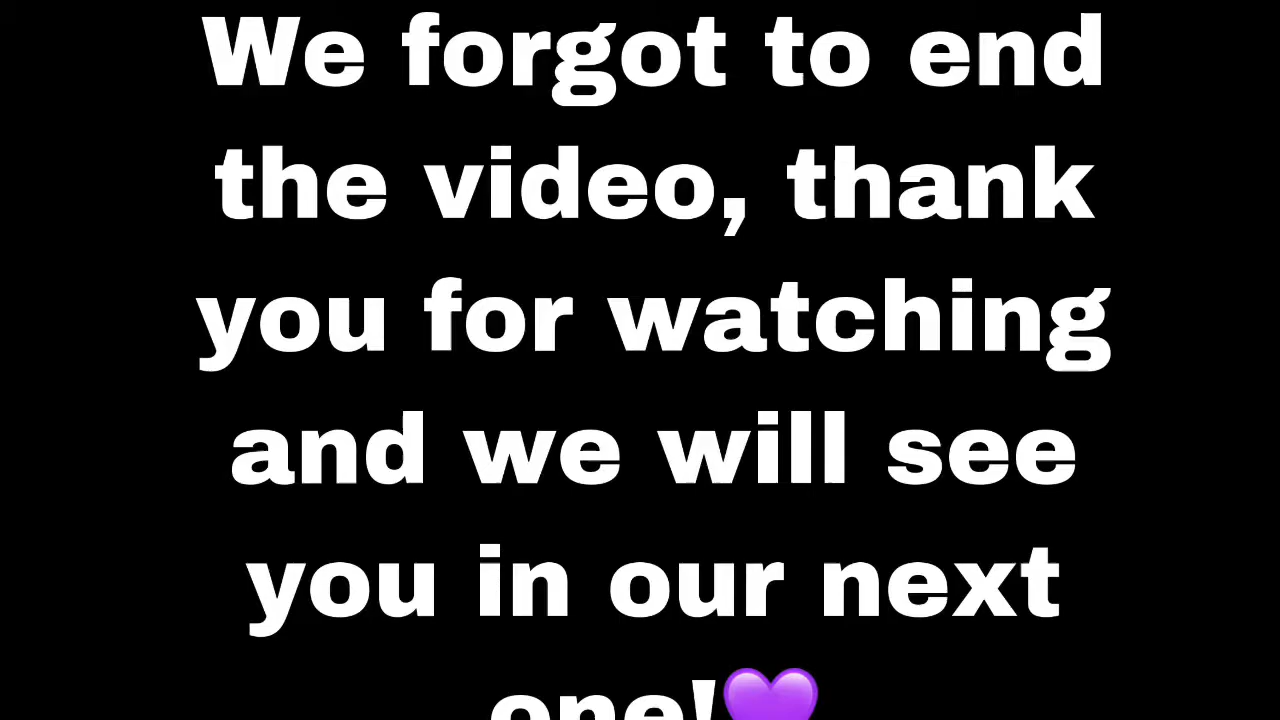 We forgot to end
the video, thank
you for watching
and we will see
you in our next
one!💜